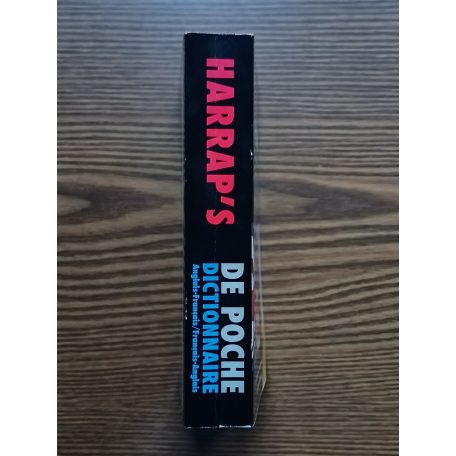 HARRAP'S
DE POCHE
DICTIONNAIRE
Anglais-Français/Français-Anglais